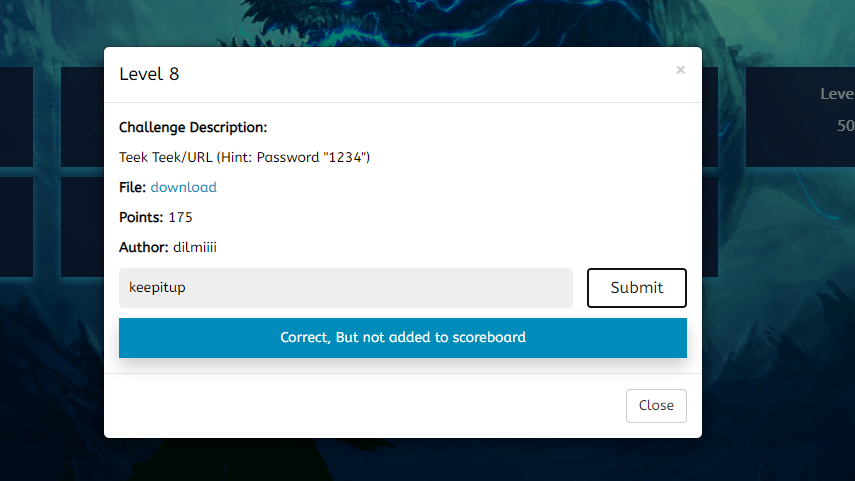 Level 8
×
Challenge Description:
Teek Teek/URL (Hint: Password "1234")
File: download
Points: 175
Author: dilmiiii
keepitup
Submit
Correct, But not added to scoreboard
Close
Leve
50